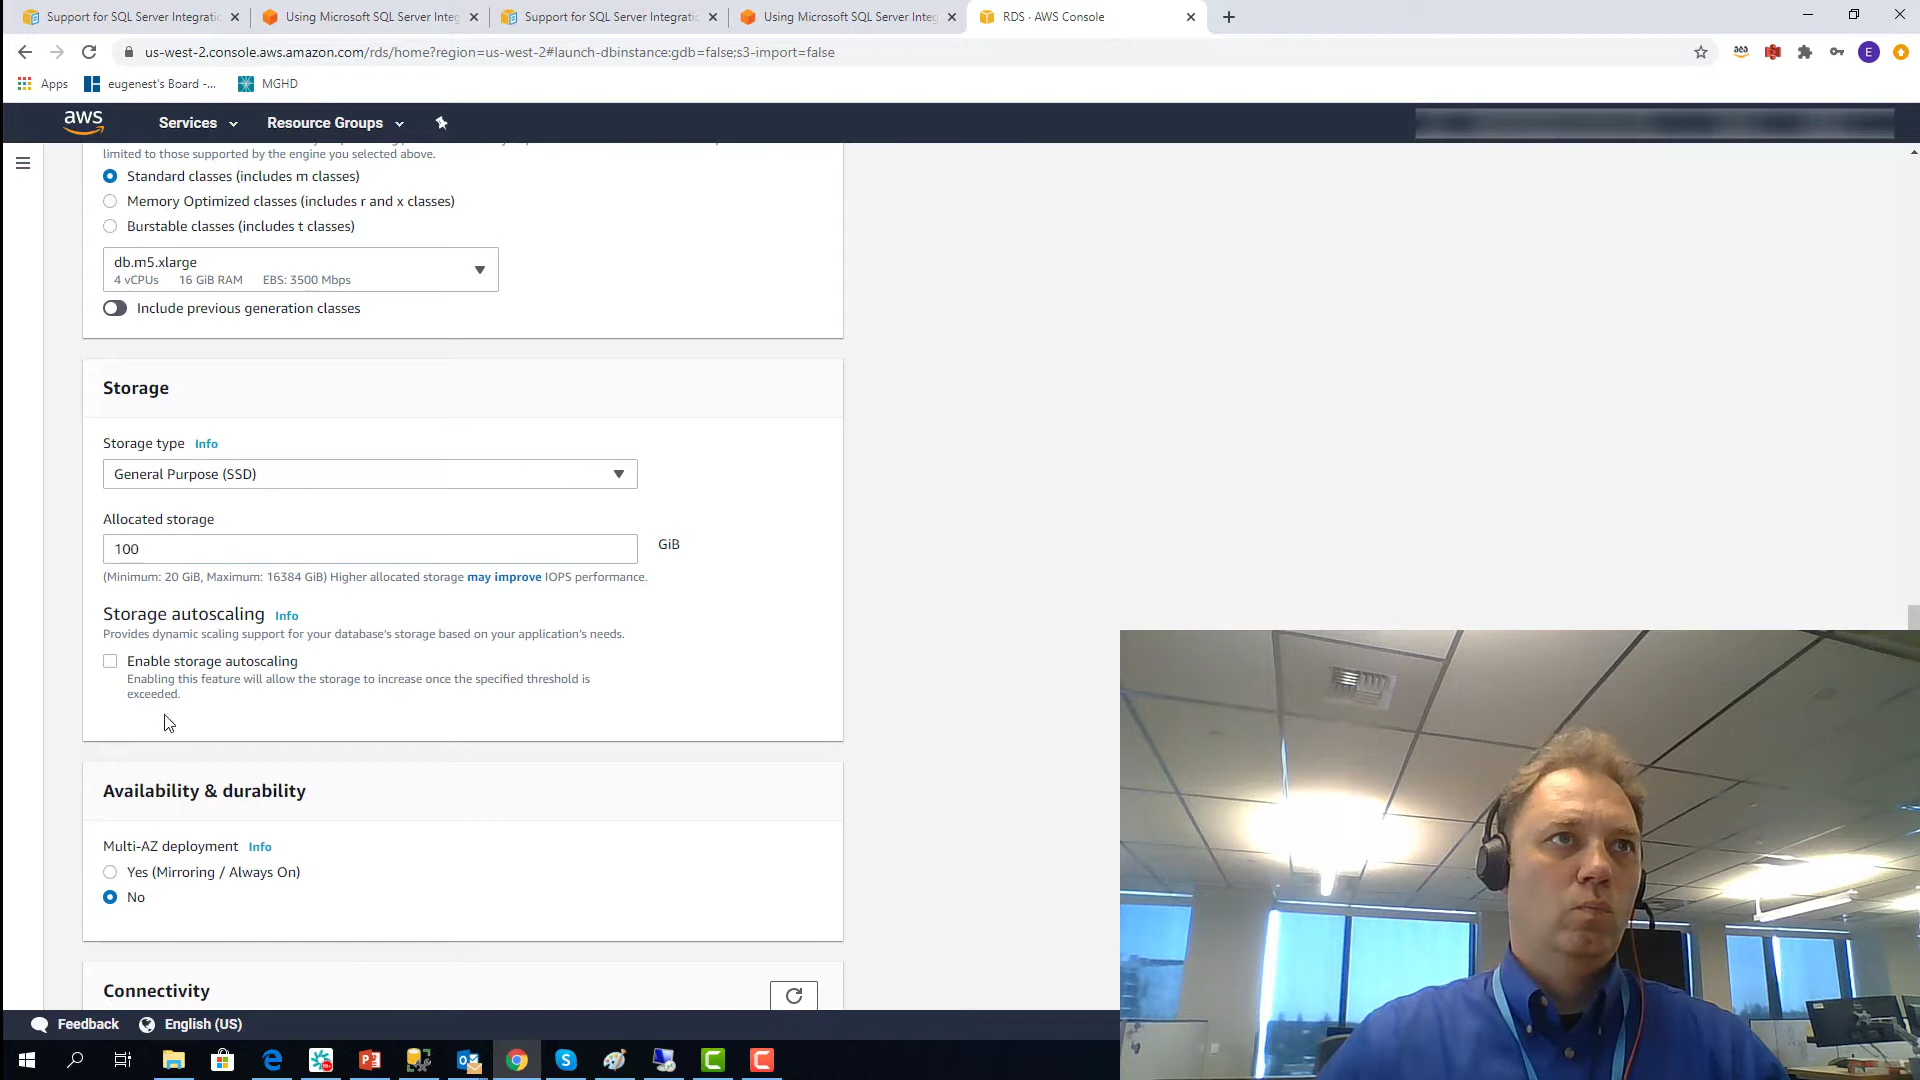 Support for SQL Server Integratio
Using Microsoft SQL Server Integ
Support for SQL Server Integratio
Using Microsoft SQL Server Integ
RDS · AWS Console
us-west-2.console.aws.amazon.com/rds/home?region=us-west-2#launch-dbinstance:gdb=false;s3-import=false
E
Apps
eugenest's Board -...
MGHD
aws
Services
Resource Groups
limited to those supported by the engine you selected above.
Standard classes (includes m classes)
Memory Optimized classes (includes r and x classes)
Burstable classes (includes t classes)
db.m5.xlarge
4 vCPUs 16 GiB RAM EBS: 3500 Mbps
Include previous generation classes
Storage
Storage type Info
General Purpose (SSD)
Allocated storage
100
GiB
(Minimum: 20 GiB, Maximum: 16384 GiB) Higher allocated storage may improve IOPS performance.
Storage autoscaling Info
Provides dynamic scaling support for your database's storage based on your application's needs.
Enable storage autoscaling
Enabling this feature will allow the storage to increase once the specified threshold is
exceeded.
Availability & durability
Multi-AZ deployment Info
Yes (Mirroring / Always On)
No
Connectivity
Feedback
English (US)